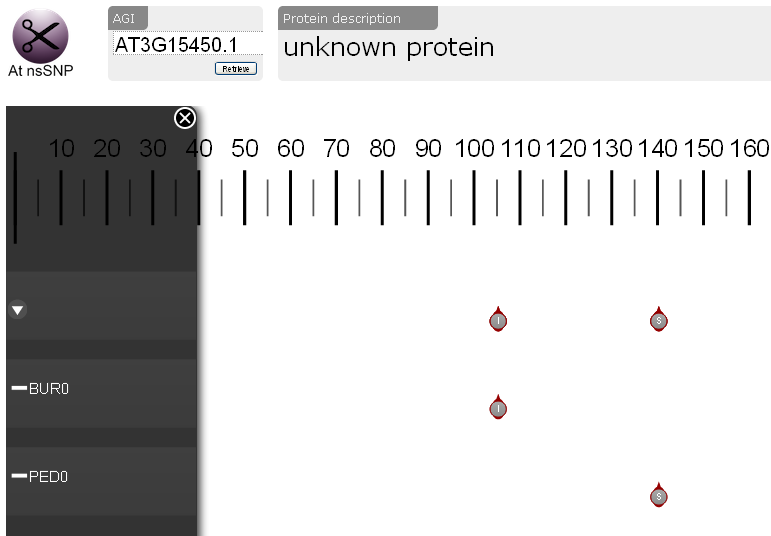 At nsSNP
AGI
AT3G15450.1
Retrieve
Protein description
unknown protein
10 20 30 40 50 60 70 80 90 100 110 120 130 140 150 160
I S
BUR0
I
PED0
S